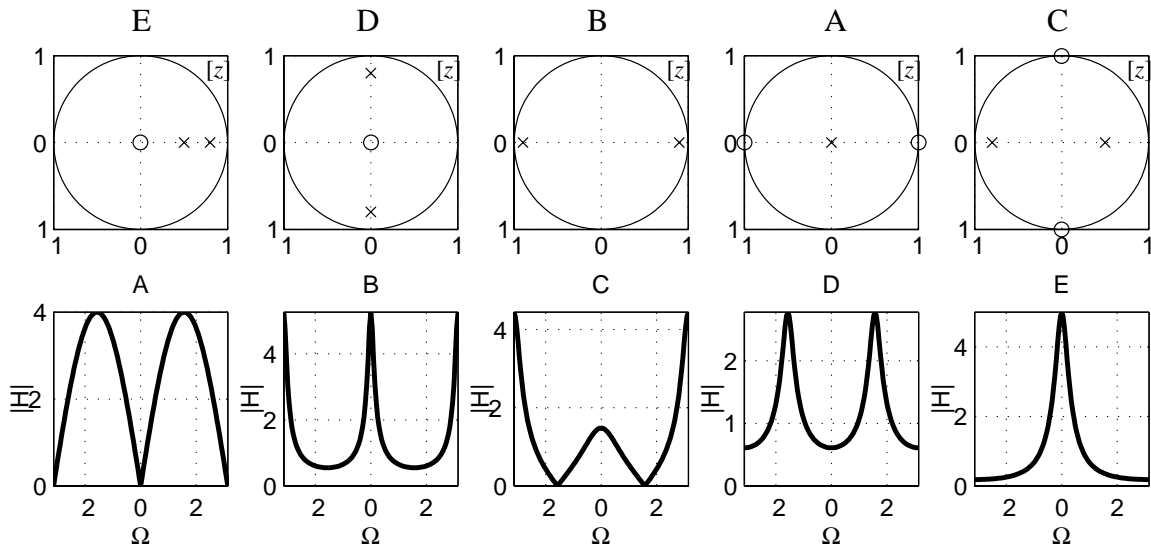 E D B A C
1 1 1 1 1
[z] [z] [z] [z]
0 0 0 0 0
1 1 1 1 1
1 0 1 1 0 1 1 0 1 1 0 1 1 0 1
A B C D E
4
4 4 2 4
|H| 2 |H| 2 |H| 2 |H| 1 |H| 2
0 0 0 0 0
2 0 2 2 0 2 2 0 2 2 0 2 2 0 2
Ω Ω Ω Ω Ω